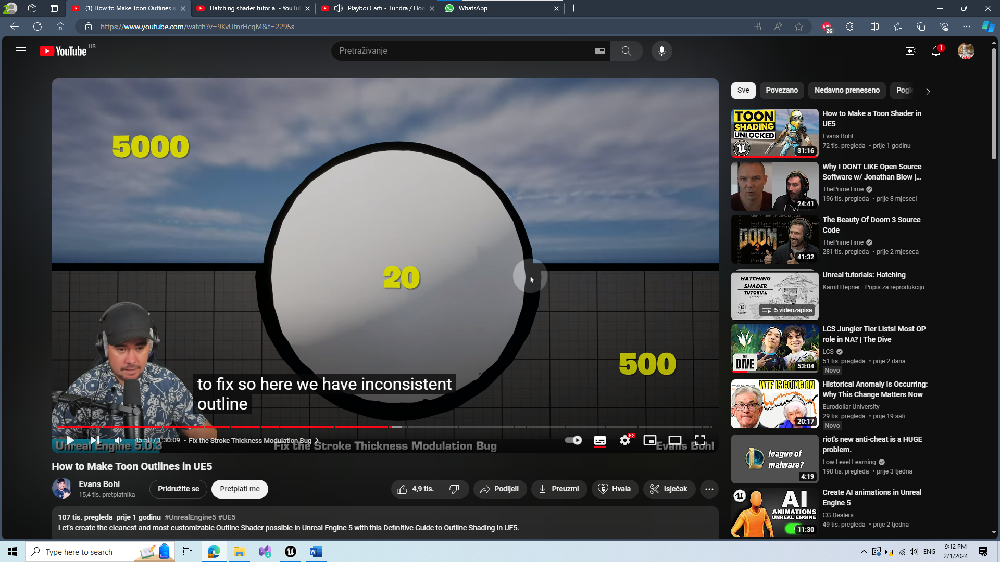 (1) How to Make Toon Outlines in
Hatching shader tutorial - YouTu
Playboi Carti - Tundra / Hoo
WhatsApp
https://www.youtube.com/watch?v=9KvUfnrHcqM&t=2295s
ABP
26
YouTube HR
Pretraživanje
1
5000
20
500
to fix so here we have inconsistent
outline
45:50 / 1:30:09 • Fix the Stroke Thickness Modulation Bug
HD
Unreal Engine 5.0.3
Fix the Stroke Thickness Modulation Bug
Evans Bohl
How to Make Toon Outlines in UE5
Evans Bohl
15,4 tis. pretplatnika
Pridružite se
Pretplati me
4,9 tis.
Podijeli
Preuzmi
Hvala
Isječak
107 tis. pregleda prije 1 godinu #UnrealEngine5 #UE5
Let's create the cleanest and most customizable Outline Shader possible in Unreal Engine 5 with this Definitive Guide to Outline Shading in UE5.
Sve
Povezano
Nedavno preneseno
Pogle
TOON
SHADING
UNLOCKED
31:16
How to Make a Toon Shader in
UE5
Evans Bohl
72 tis. pregleda • prije 1 godinu
24:41
Why I DONT LIKE Open Source
Software w/ Jonathan Blow |...
ThePrimeTime
196 tis. pregleda • prije 8 mjeseci
DOOM
3
41:32
The Beauty Of Doom 3 Source
Code
ThePrimeTime
281 tis. pregleda • prije 2 mjeseca
HATCHING
SHADER
TUTORIAL
by Kamil Hepner
5 videozapisa
Unreal tutorials: Hatching
Kamil Hepner · Popis za reprodukciju
THE
DIVE
53:04
LCS Jungler Tier Lists! Most OP
role in NA? | The Dive
LCS
51 tis. pregleda • prije 2 dana
Novo
WTF IS GOING ON
20:17
Historical Anomaly Is Occurring:
Why This Change Matters Now
Eurodollar University
29 tis. pregleda • prije 19 sati
Novo
league of
malware?
4:19
riot's new anti-cheat is a HUGE
problem.
Low Level Learning
198 tis. pregleda • prije 3 tjedna
AI
ANIMATIONS
UNREAL ENGINE
11:30
Create AI animations in Unreal
Engine 5
CG Dealers
49 tis. pregleda • prije 2 tjedna
Type here to search
ENG
9:12 PM
2/1/2024